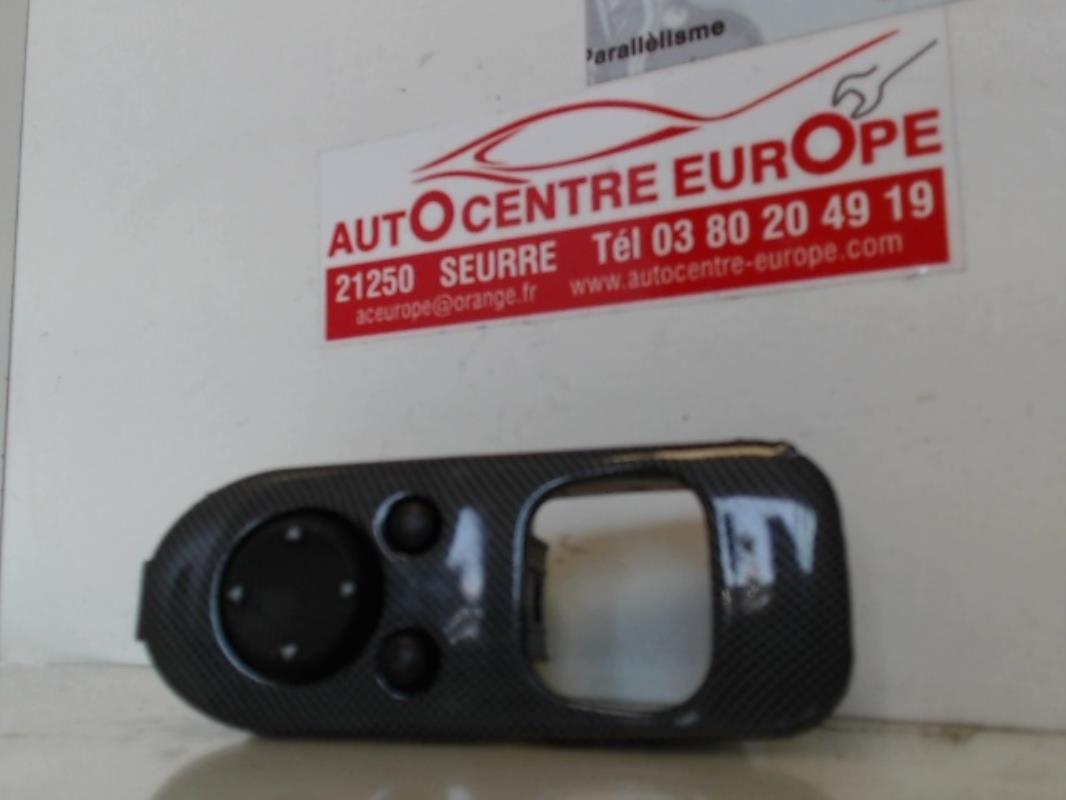 Parallèlisme
AUTOCENTRE EUROPE
21250 SEURRE Tél 03 80 20 49 19
aceurope@orange.fr www.autocentre-europe.com